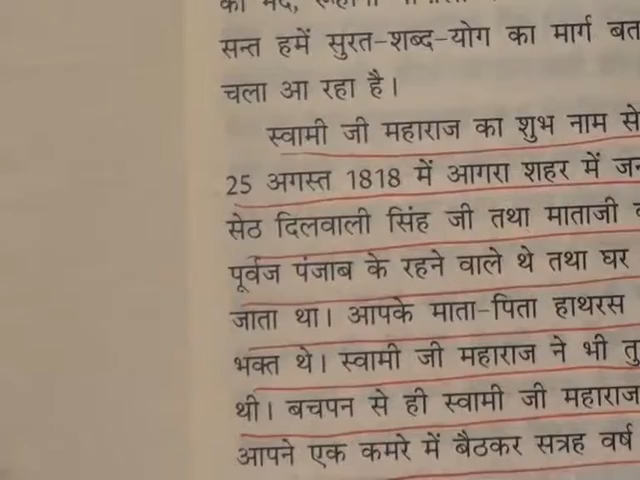 सन्त हमें सुरत-शब्द-योग का मार्ग
चला आ रहा है।
स्वामी जी महाराज का शुभ नाम
25 अगस्त 1818 में आगरा शहर में
सेठ दिलवाली सिंह जी तथा माताजी
पूर्वज पंजाब के रहने वाले थे तथा घर
जाता था। आपके माता-पिता हाथरस
भक्त थे। स्वामी जी महाराज ने भी
थी। बचपन से ही स्वामी जी महाराज
आपने एक कमरे में बैठकर सत्रह वर्ष